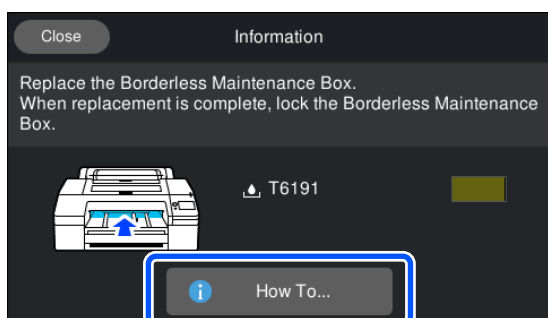 Close
Information
Replace the Borderless Maintenance Box.
When replacement is complete, lock the Borderless Maintenance
Box.
T6191
How To...